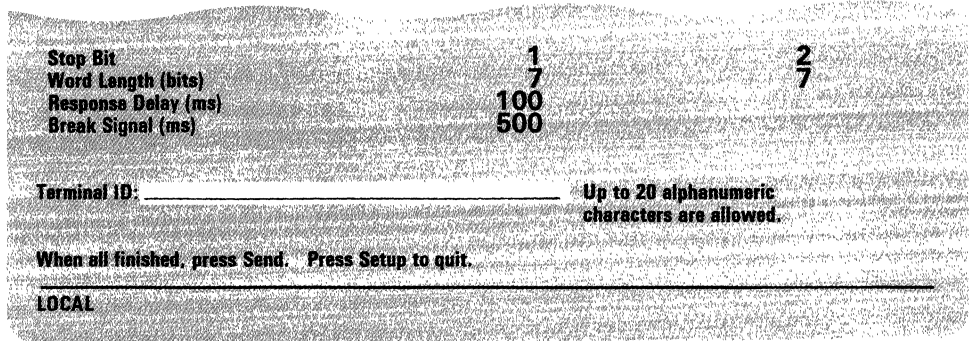 Stop Bit 1 2
Word Length (bits) 7 7
Response Delay (ms) 100
Break Signal (ms) 500
Terminal ID: Up to 20 alphanumeric
characters are allowed.
When all finished, press Send. Press Setup to quit.
LOCAL